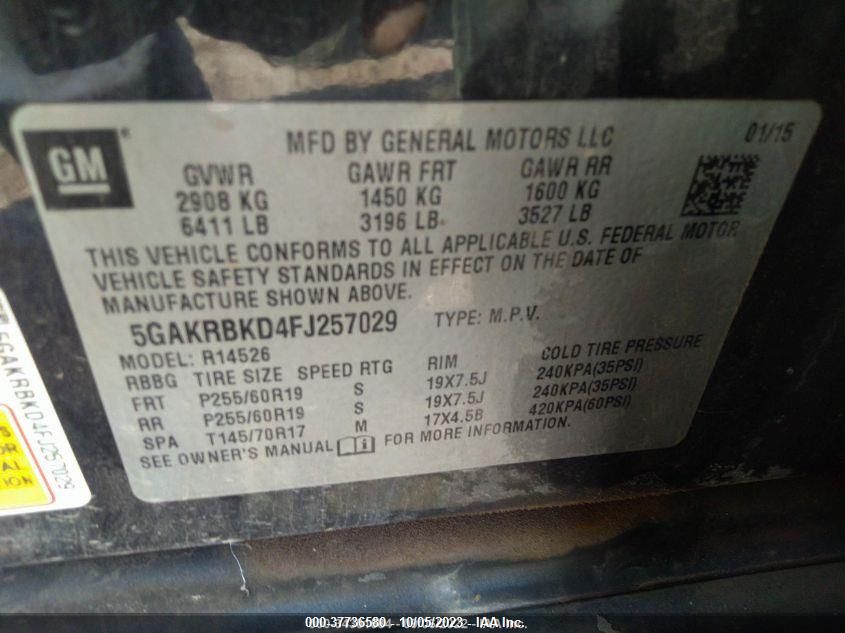 GM
MFD BY GENERAL MOTORS LLC
01/15
GVWR GAWR FRT GAWR RR
2908 KG 1450 KG 1600 KG
6411 LB 3196 LB 3527 LB
THIS VEHICLE CONFORMS TO ALL APPLICABLE U.S. FEDERAL MOTOR
VEHICLE SAFETY STANDARDS IN EFFECT ON THE DATE OF
MANUFACTURE SHOWN ABOVE.
5GAKRBKD4FJ257029 TYPE: M.P.V.
MODEL: R14526
RBBG TIRE SIZE SPEED RTG RIM COLD TIRE PRESSURE
FRT P255/60R19 S 19X7.5J 240KPA(35PSI)
RR P255/60R19 S 19X7.5J 240KPA(35PSI)
SPA T145/70R17 M 17X4.5B 420KPA(60PSI)
SEE OWNER'S MANUAL FOR MORE INFORMATION.
5GAKRBKD4FJ257029
OR
AL
ION
000-37736580 - 10/05/2023 - IAA Inc.